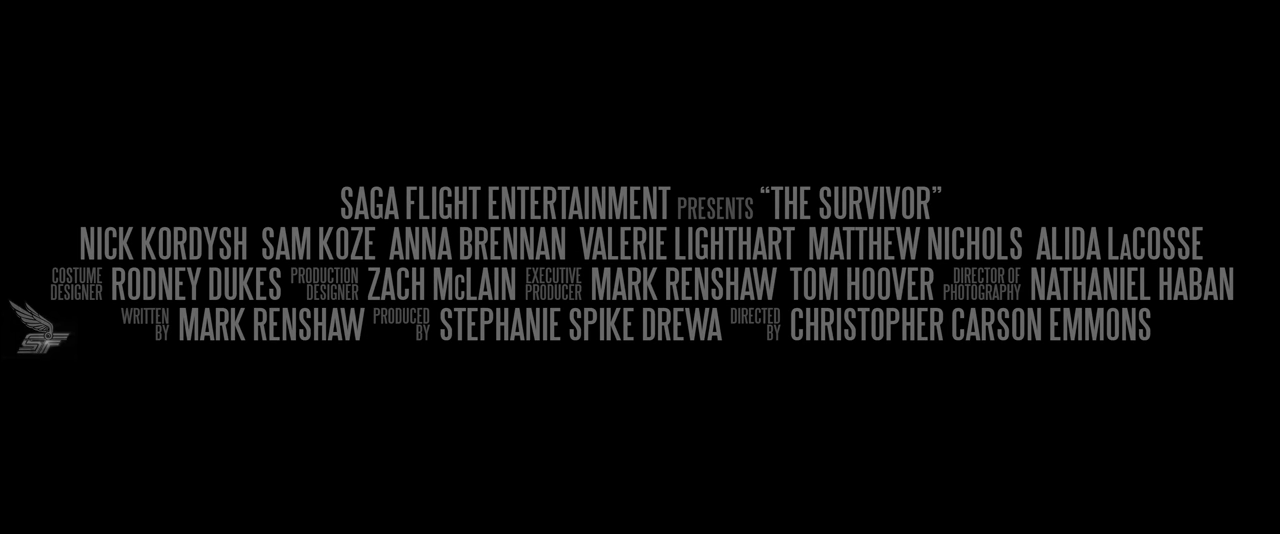 SAGA FLIGHT ENTERTAINMENT PRESENTS “THE SURVIVOR”
NICK KORDYSH SAM KOZE ANNA BRENNAN VALERIE LIGHTHART MATTHEW NICHOLS ALIDA LACOSSE
COSTUME DESIGNER RODNEY DUKES PRODUCTION DESIGNER ZACH McLAIN EXECUTIVE PRODUCER MARK RENSHAW TOM HOOVER DIRECTOR OF PHOTOGRAPHY NATHANIEL HABAN
WRITTEN BY MARK RENSHAW PRODUCED BY STEPHANIE SPIKE DREWA DIRECTED BY CHRISTOPHER CARSON EMMONS
SF